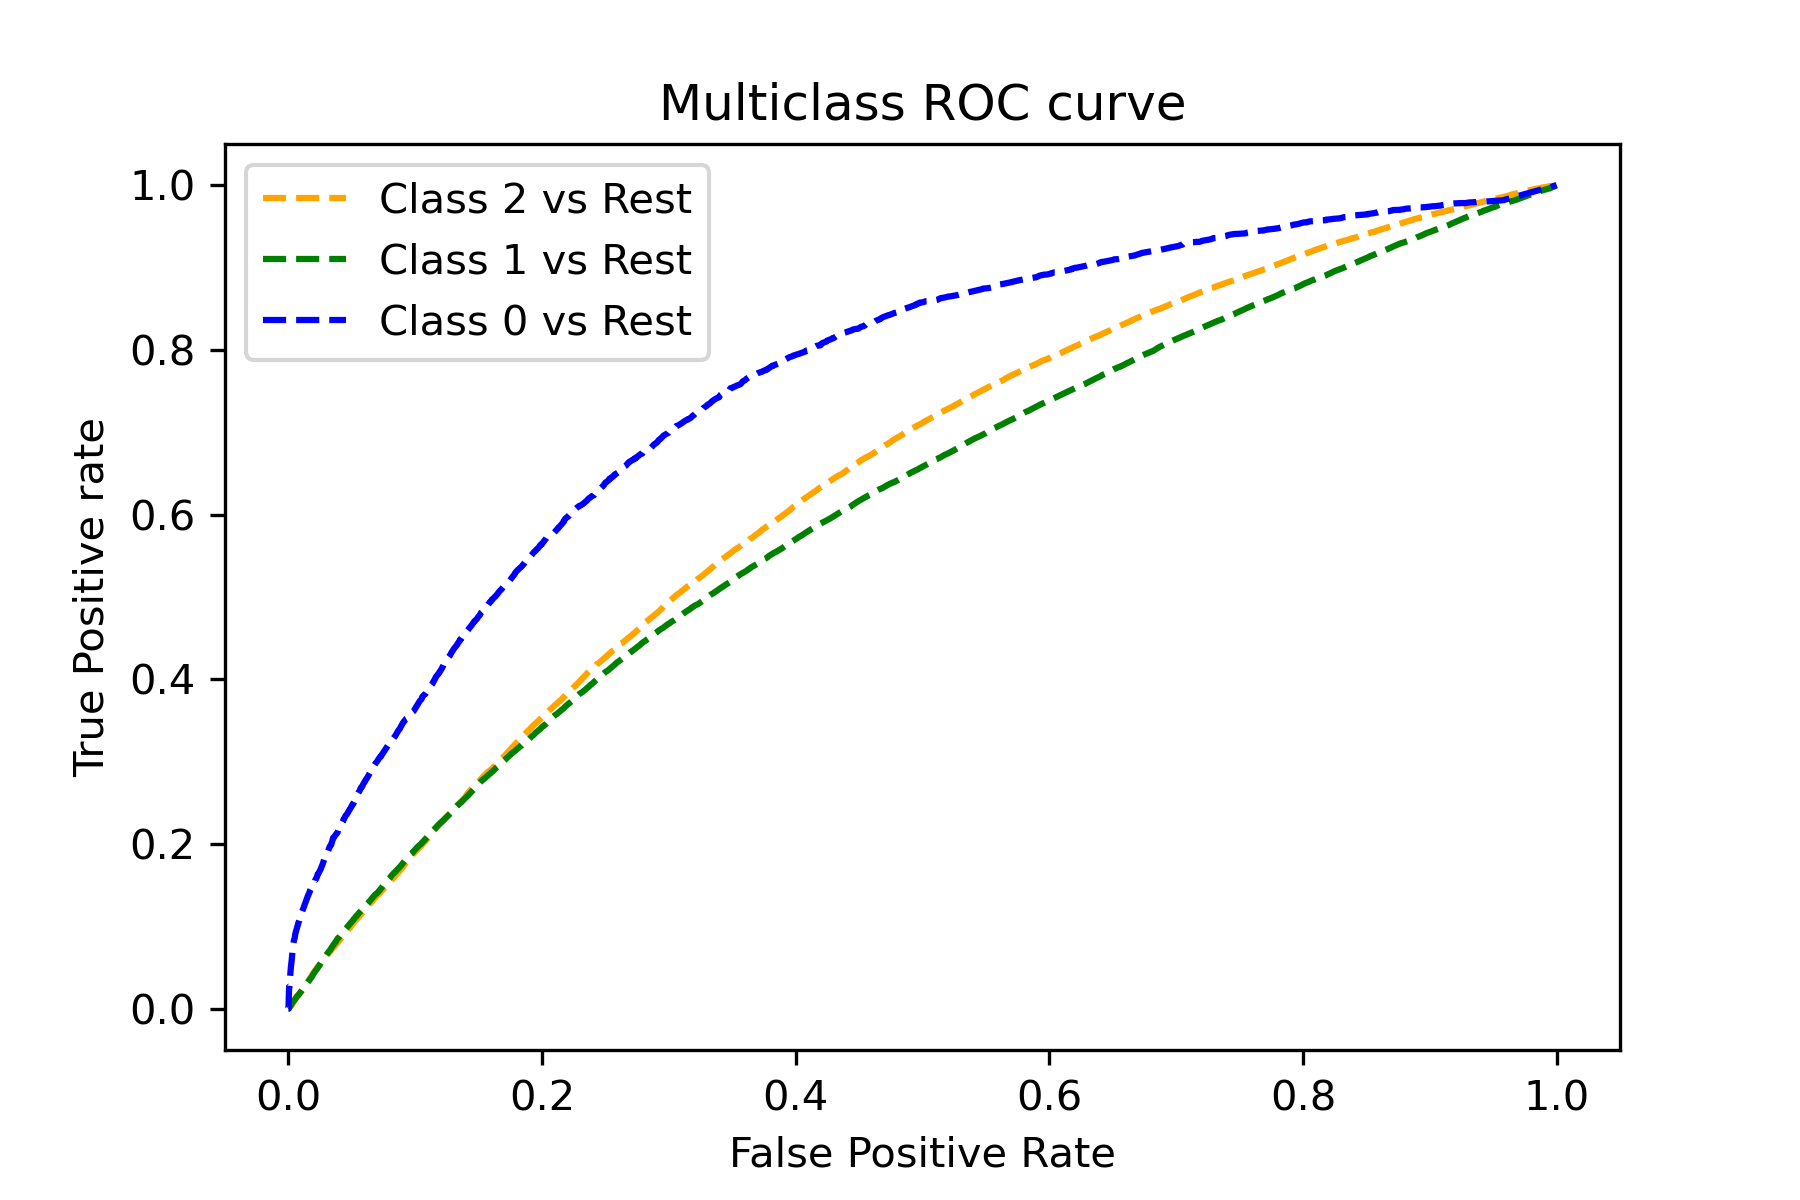 Multiclass ROC curve
Class 2 vs Rest
Class 1 vs Rest
Class 0 vs Rest
True Positive rate
1.0
0.8
0.6
0.4
0.2
0.0
0.0 0.2 0.4 0.6 0.8 1.0
False Positive Rate